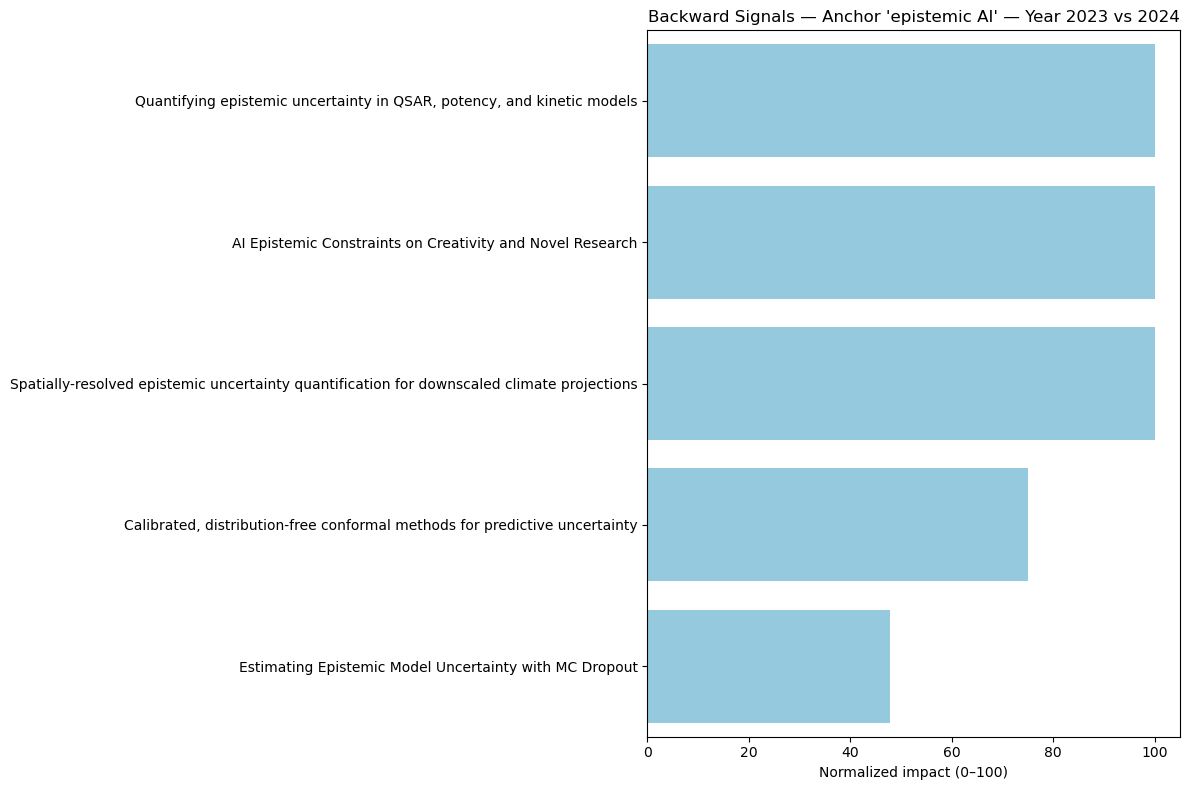 Backward Signals — Anchor 'epistemic AI' — Year 2023 vs 2024
Quantifying epistemic uncertainty in QSAR, potency, and kinetic models
AI Epistemic Constraints on Creativity and Novel Research
Spatially-resolved epistemic uncertainty quantification for downscaled climate projections
Calibrated, distribution-free conformal methods for predictive uncertainty
Estimating Epistemic Model Uncertainty with MC Dropout
0 20 40 60 80 100
Normalized impact (0–100)